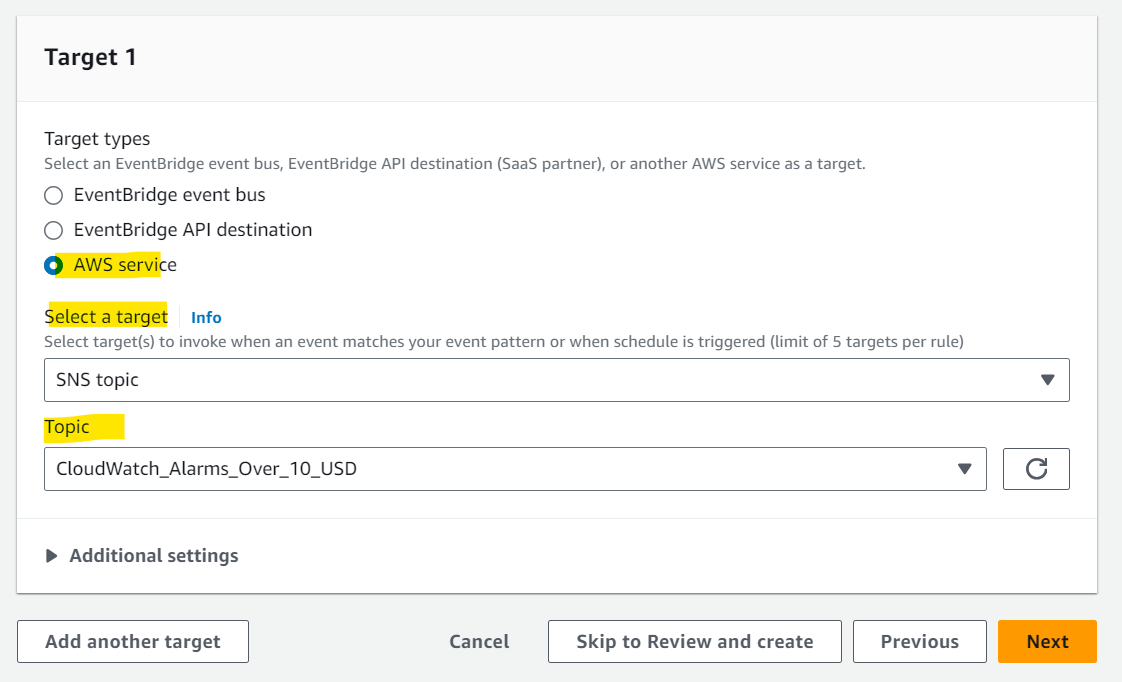 Target 1
Target types
Select an EventBridge event bus, EventBridge API destination (SaaS partner), or another AWS service as a target.
EventBridge event bus
EventBridge API destination
AWS service
Select a target Info
Select target(s) to invoke when an event matches your event pattern or when schedule is triggered (limit of 5 targets per rule)
SNS topic
Topic
CloudWatch_Alarms_Over_10_USD
Additional settings
Add another target Cancel Skip to Review and create Previous Next